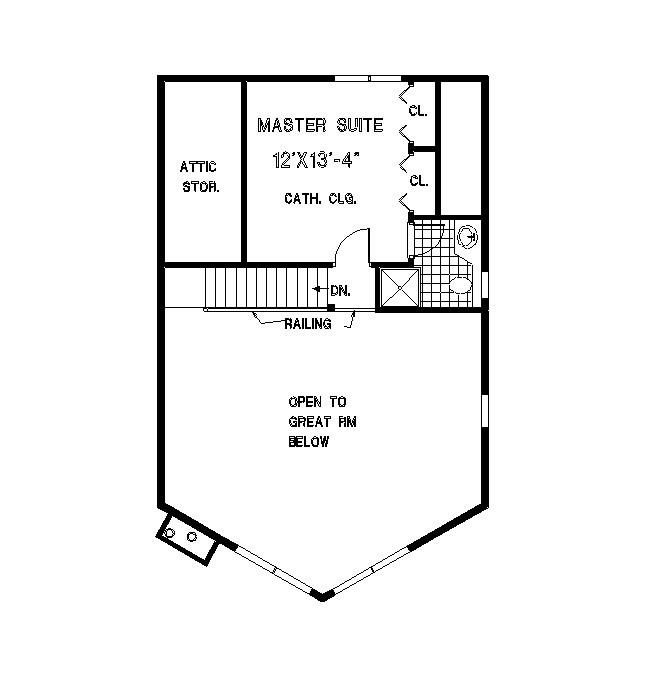 CL.
MASTER SUITE
12'X13'-4"
ATTIC
STOR.
CL.
CATH. CLG.
DN.
RAILING
OPEN TO
GREAT RM
BELOW